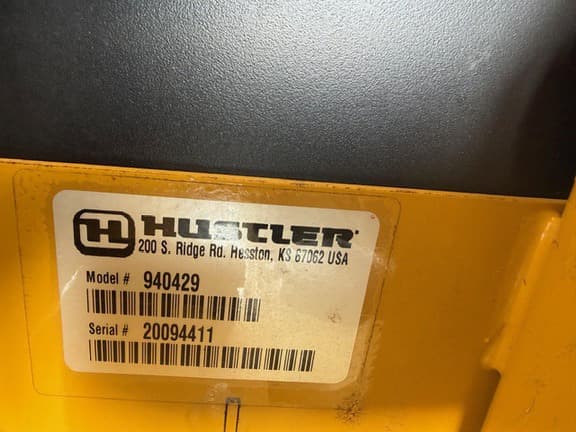 H HUSTLER
200 S. Ridge Rd. Hesston, KS 67062 USA
Model # 940429
Serial # 20094411